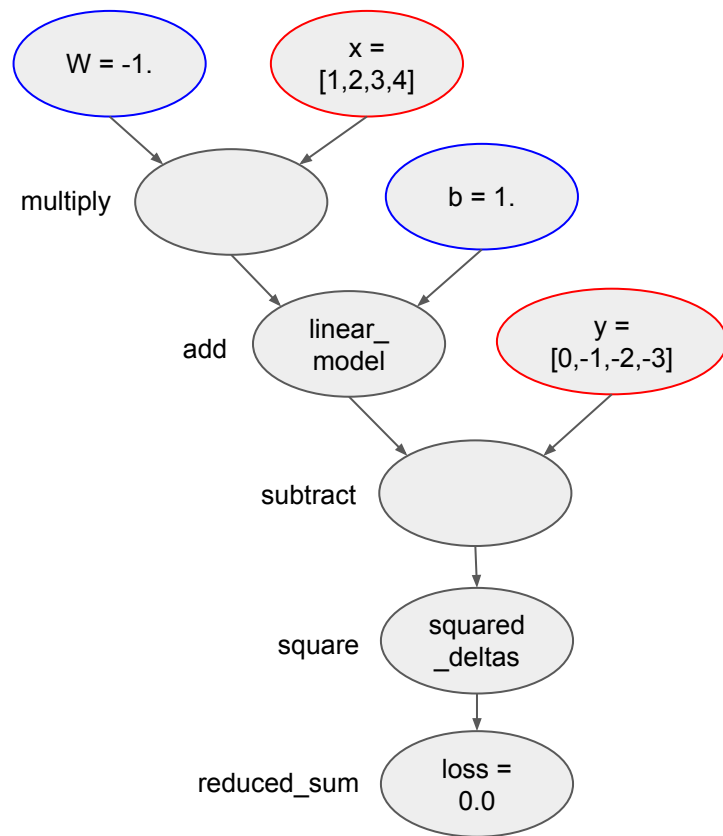 W = -1.
x =
[1,2,3,4]
multiply
b = 1.
add
linear_
model
y =
[0,-1,-2,-3]
subtract
square
squared
_deltas
reduced_sum
loss =
0.0